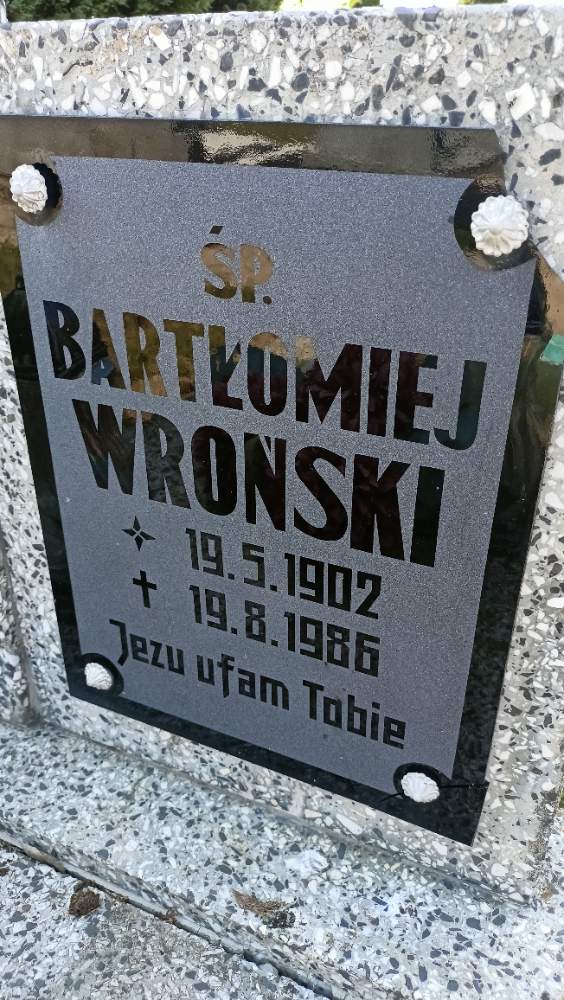 ŚP.
BARTŁOMIEJ
WROŃSKI
19.5.1902
19.8.1986
Jezu ufam Tobie